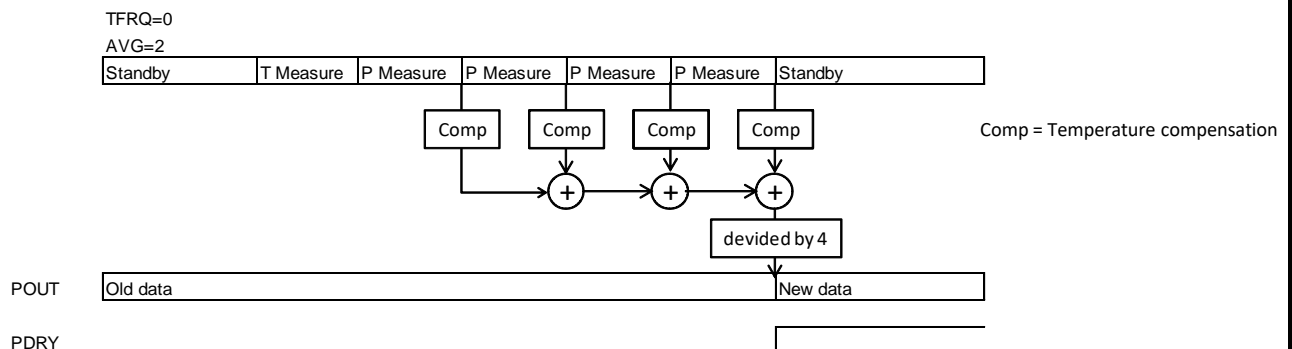 TFRQ=0
AVG=2
Standby T Measure P Measure P Measure P Measure P Measure Standby
Comp Comp Comp Comp Comp = Temperature compensation
+ + +
devided by 4
POUT Old data New data
PDRY